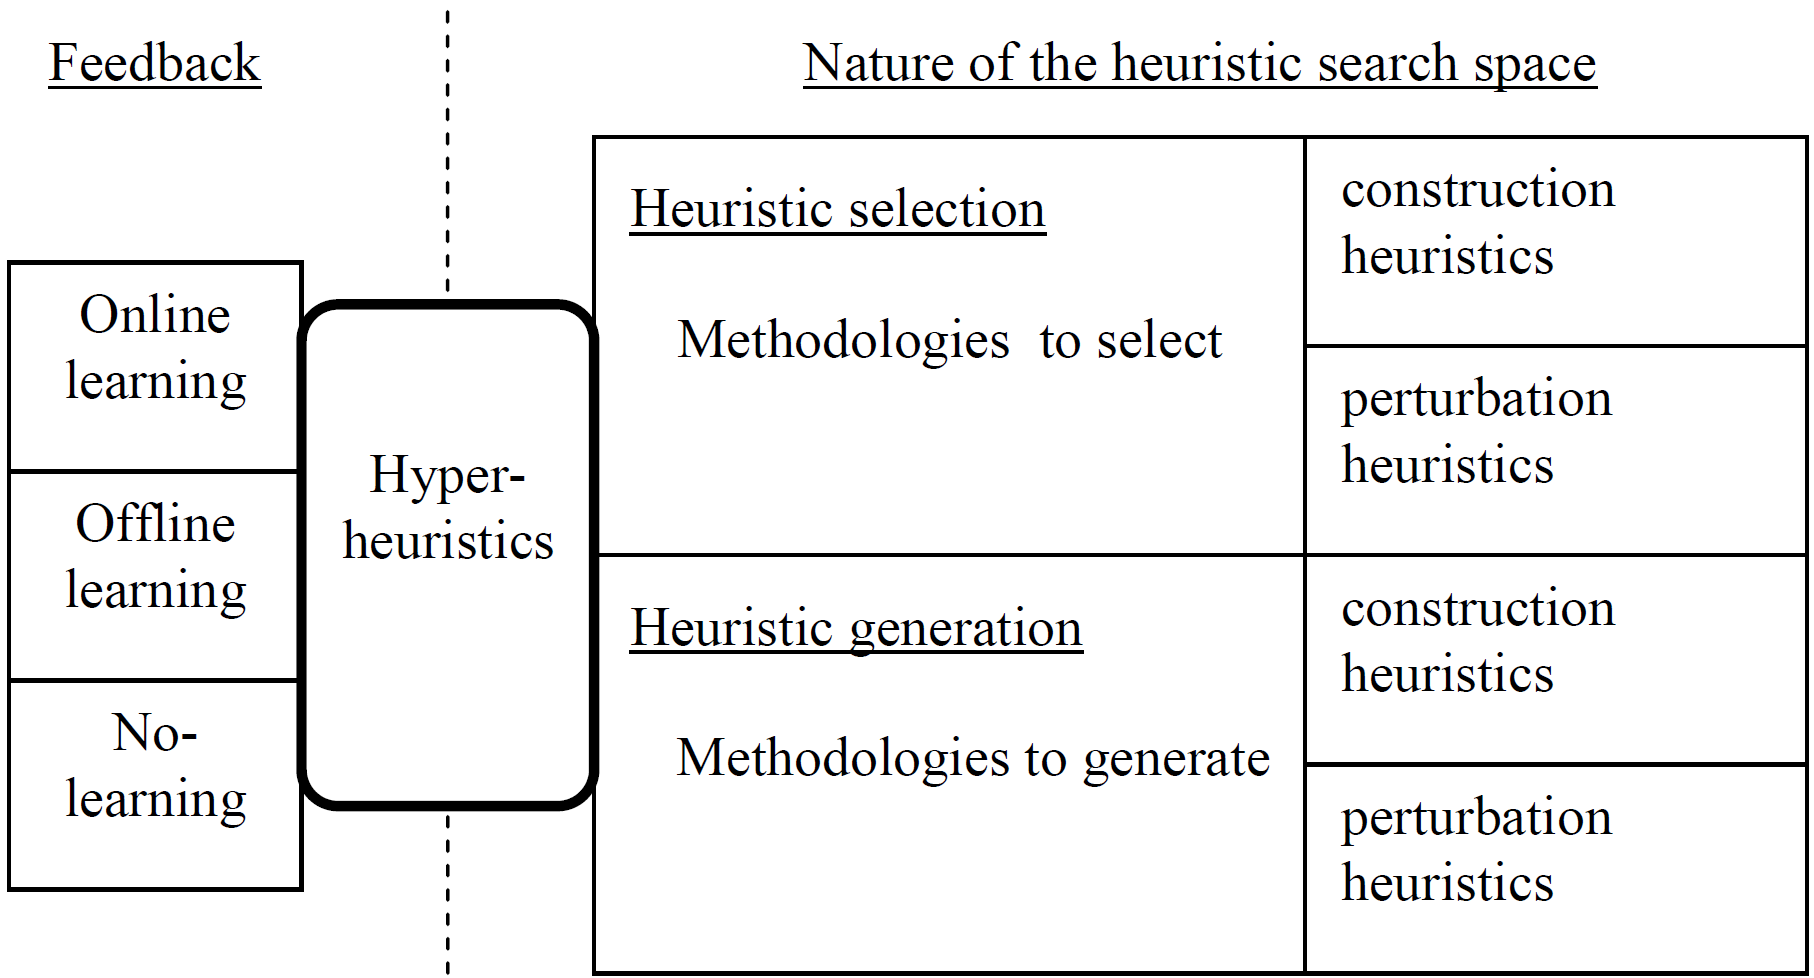 Feedback
Nature of the heuristic search space
Online
learning
Offline
learning
No-
learning
Hyper-
heuristics
Heuristic selection
Methodologies to select
construction
heuristics
perturbation
heuristics
Heuristic generation
Methodologies to generate
construction
heuristics
perturbation
heuristics